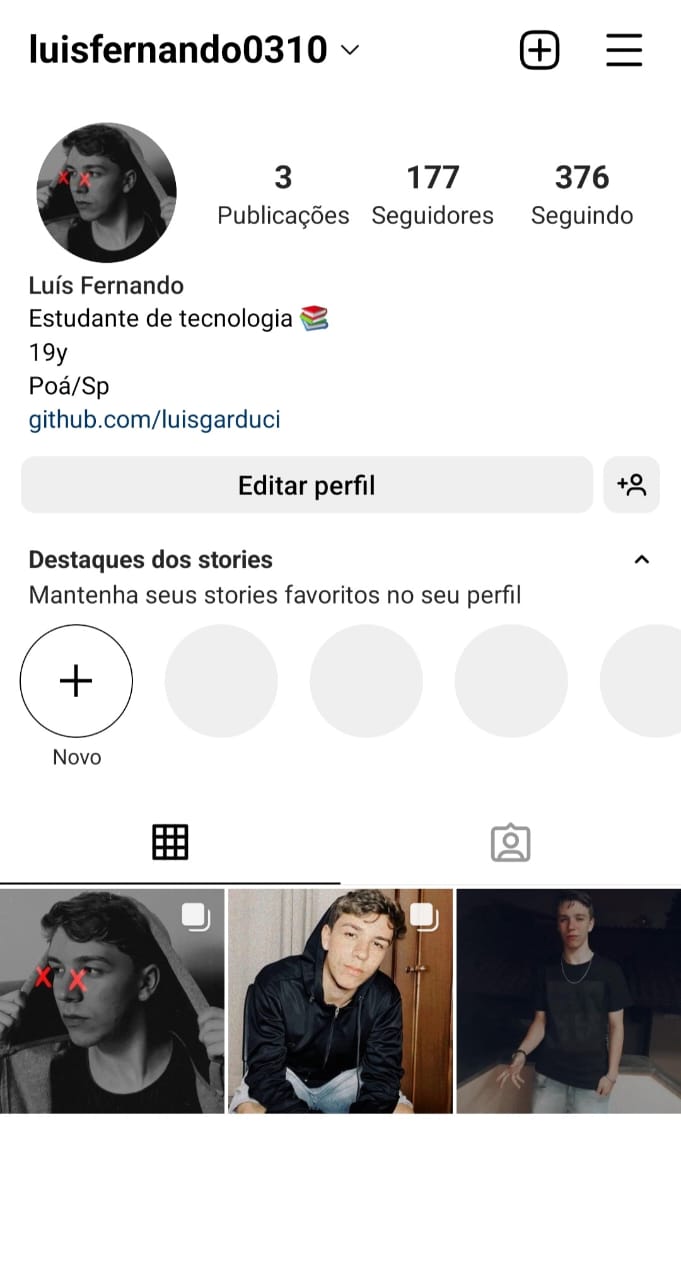 luisfernando0310
3 177 376
Publicações Seguidores Seguindo
Luís Fernando
Estudante de tecnologia 📚
19y
Poá/Sp
github.com/luisgarduci
Editar perfil
Destaques dos stories
Mantenha seus stories favoritos no seu perfil
Novo